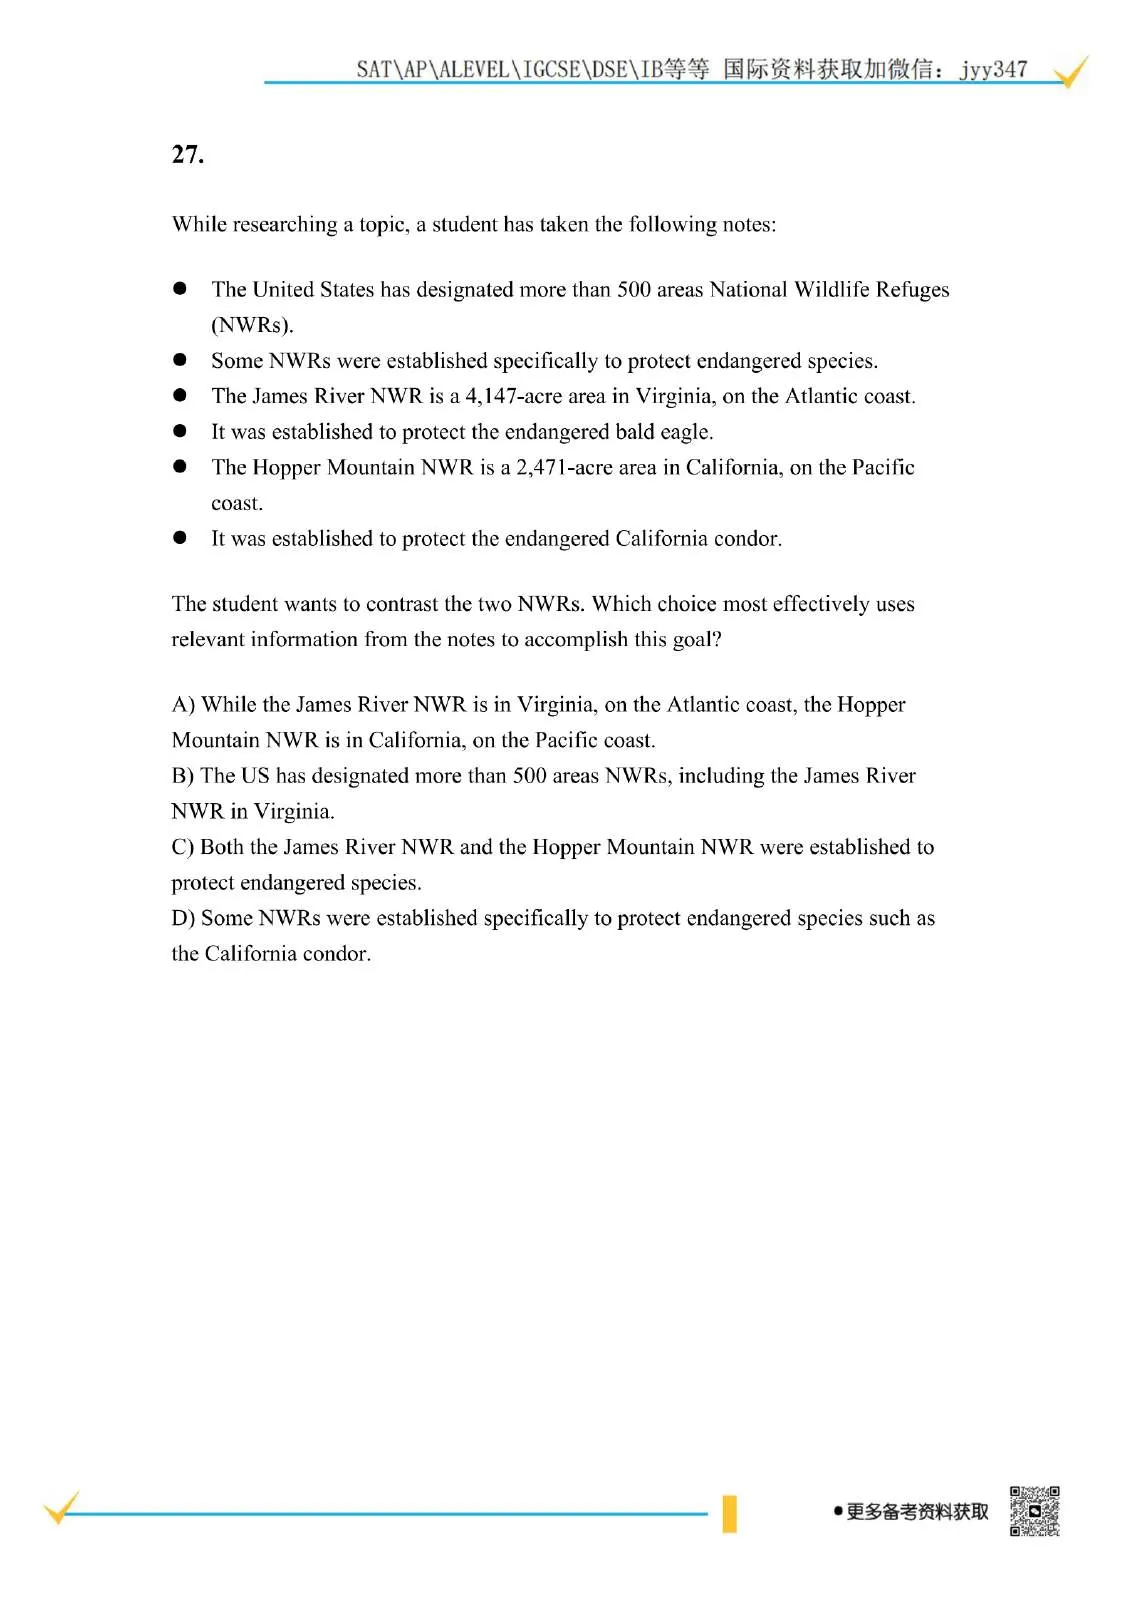 SAT\AP\ALEVEL\IGCSE\DSE\IB等等 国际资料获取加微信：jyy347
27.
While researching a topic, a student has taken the following notes:
● The United States has designated more than 500 areas National Wildlife Refuges
(NWRs).
● Some NWRs were established specifically to protect endangered species.
● The James River NWR is a 4,147-acre area in Virginia, on the Atlantic coast.
● It was established to protect the endangered bald eagle.
● The Hopper Mountain NWR is a 2,471-acre area in California, on the Pacific
coast.
● It was established to protect the endangered California condor.
The student wants to contrast the two NWRs. Which choice most effectively uses
relevant information from the notes to accomplish this goal?
A) While the James River NWR is in Virginia, on the Atlantic coast, the Hopper
Mountain NWR is in California, on the Pacific coast.
B) The US has designated more than 500 areas NWRs, including the James River
NWR in Virginia.
C) Both the James River NWR and the Hopper Mountain NWR were established to
protect endangered species.
D) Some NWRs were established specifically to protect endangered species such as
the California condor.
•更多备考资料获取